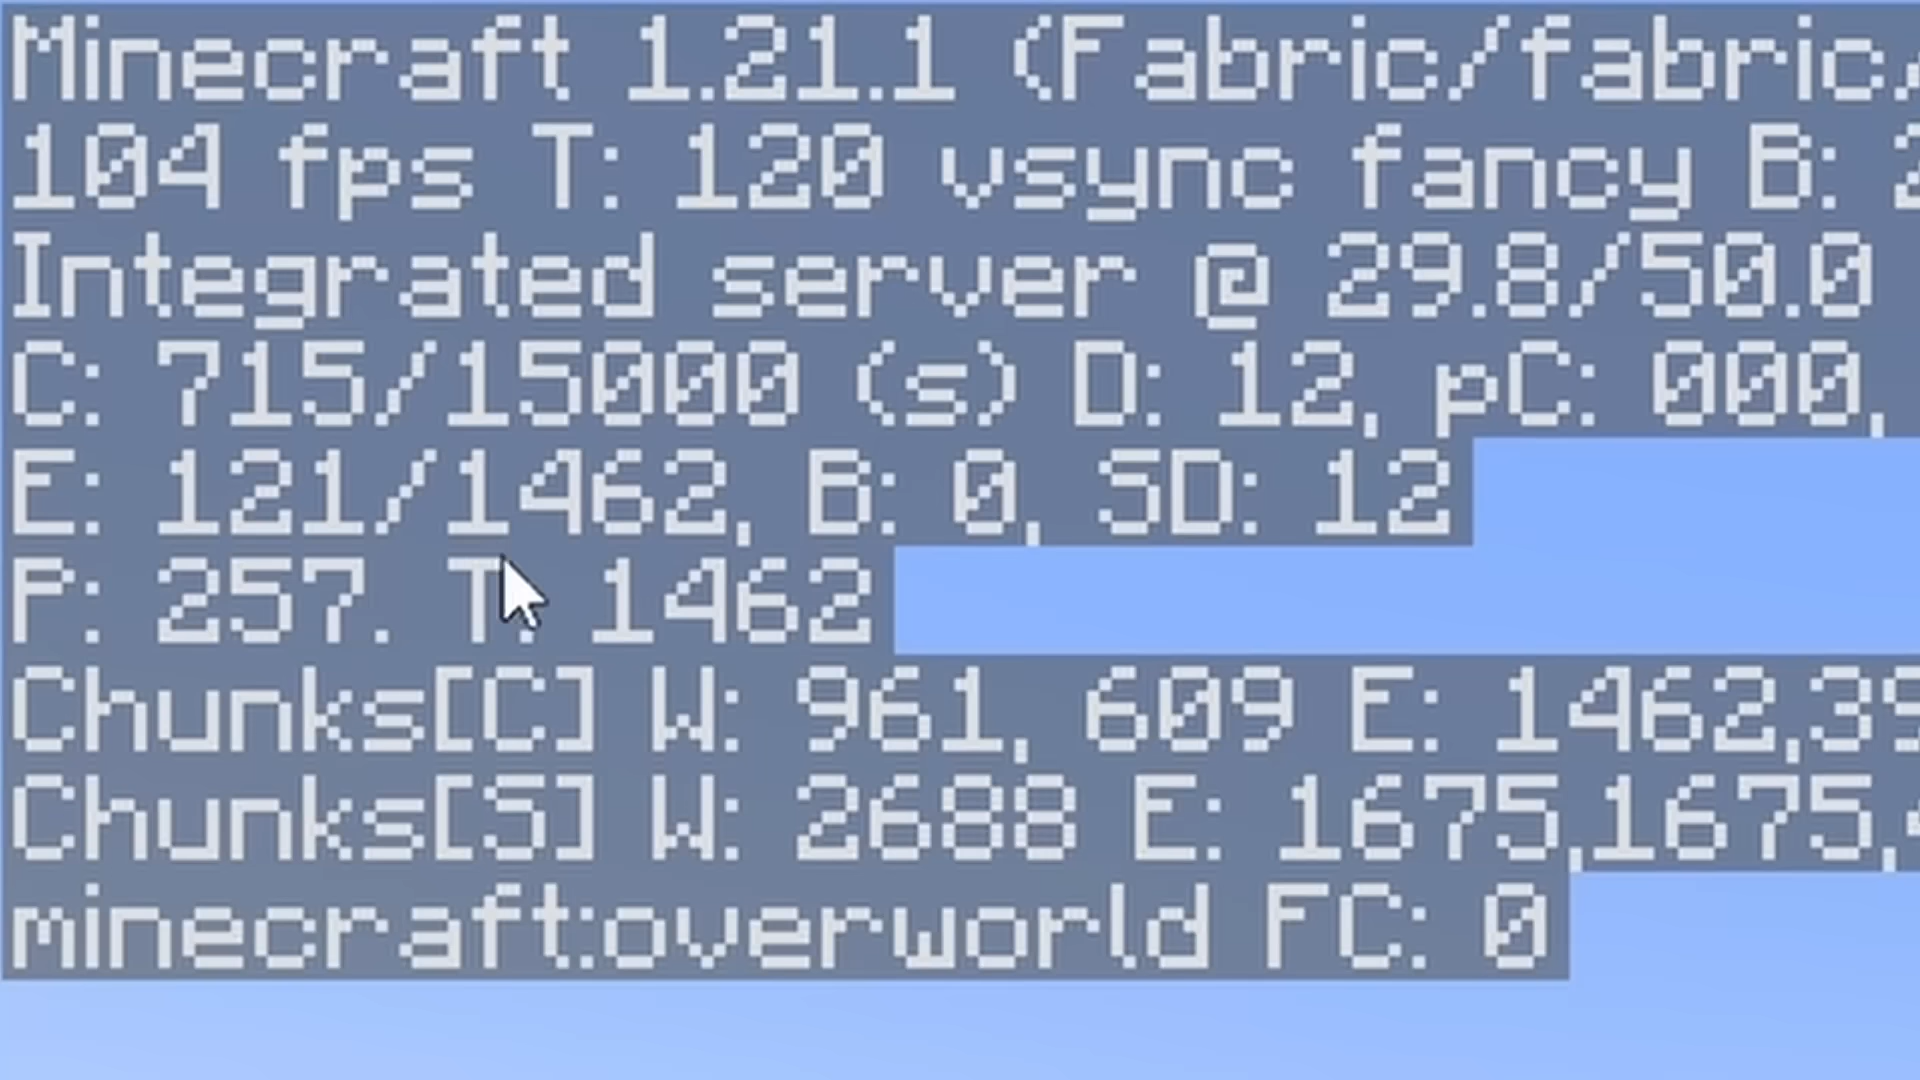 Minecraft 1.21.1 (Fabric/fabric
104 fps T: 120 vsync fancy B: 2
Integrated server @ 29.8/50.0
C: 715/15000 (s) D: 12, pC: 000,
E: 121/1462, B: 0, SD: 12
P: 257. T: 1462
Chunks[C] W: 961, 609 E: 1462,39
Chunks[S] W: 2688 E: 1675,1675,
minecraft:overworld FC: 0